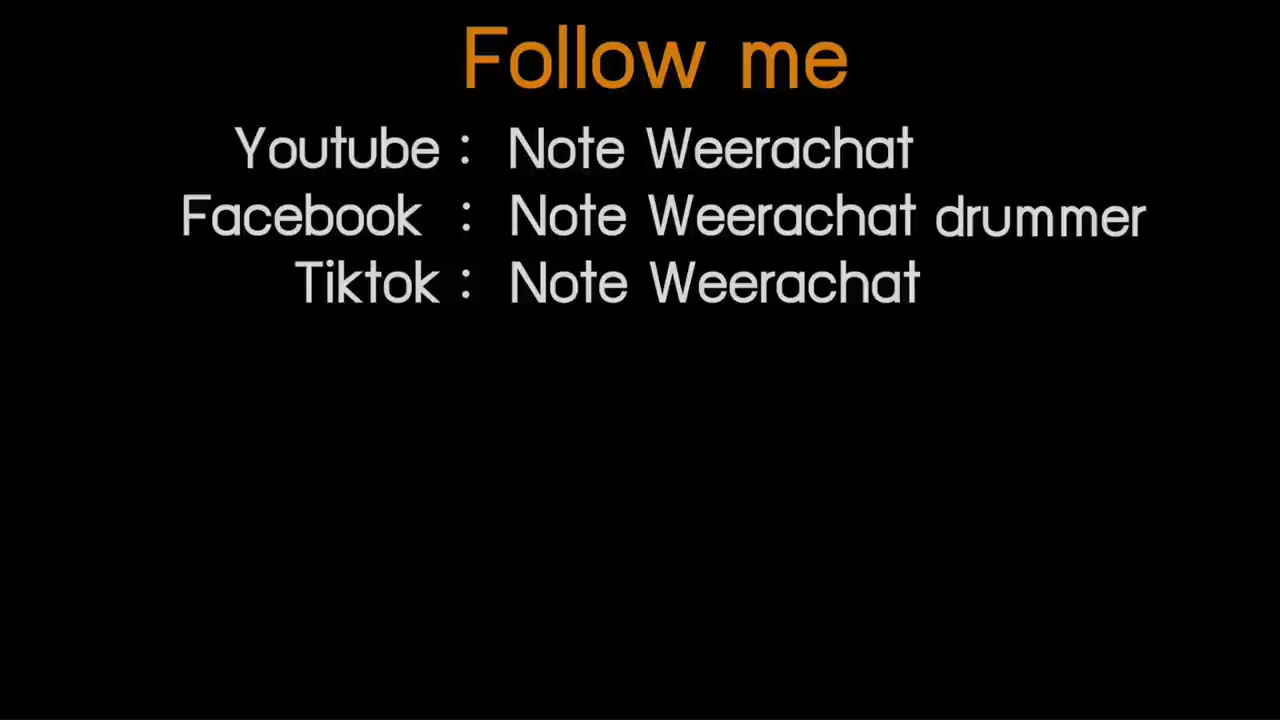 Follow me
Youtube : Note Weerachat
Facebook : Note Weerachat drummer
Tiktok : Note Weerachat